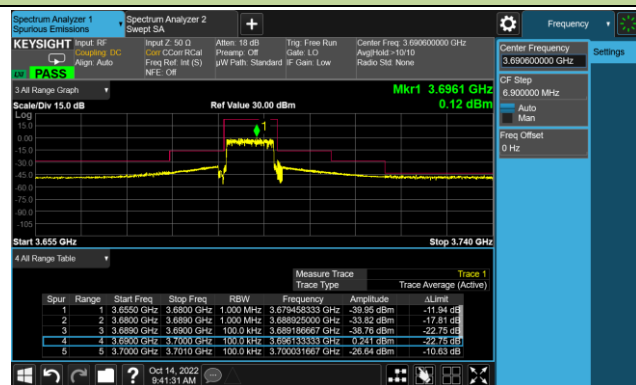 Spectrum Analyzer 1
Spurious Emissions
Spectrum Analyzer 2
Swept SA
Frequency
KEYSIGHT
Input: RF
Coupling: DC
Align: Auto
Input Z: 50 Ω
Corr CCorr RCal
Freq Ref: Int (S)
NFE: Off
Atten: 18 dB
Preamp: Off
µW Path: Standard
Trig: Free Run
Gate: LO
IF Gain: Low
Center Freq: 3.690600000 GHz
Avg|Hold:>10/10
Radio Std: None
PASS
Center Frequency
3.690600000 GHz
Settings
CF Step
6.900000 MHz
Auto
Man
Freq Offset
0 Hz
3 All Range Graph
Mkr1 3.6961 GHz
Scale/Div 15.0 dB
Ref Value 30.00 dBm
0.12 dBm
Log
15.0
0.00
-15.0
-30.0
-45.0
-60.0
-75.0
-90.0
-105
1
Start 3.655 GHz
Stop 3.740 GHz
4 All Range Table
Measure Trace Trace 1
Trace Type Trace Average (Active)
Spur Range Start Freq Stop Freq RBW Frequency Amplitude ΔLimit
1 1 3.6550 GHz 3.6800 GHz 1.000 MHz 3.679458333 GHz -39.95 dBm -11.94 dB
2 2 3.6800 GHz 3.6890 GHz 1.000 MHz 3.688925000 GHz -33.82 dBm -17.81 dB
3 3 3.6890 GHz 3.6900 GHz 100.0 kHz 3.689186667 GHz -38.76 dBm -22.75 dB
4 4 3.6900 GHz 3.7000 GHz 100.0 kHz 3.696133333 GHz 0.241 dBm -22.75 dB
5 5 3.7000 GHz 3.7010 GHz 100.0 kHz 3.700031667 GHz -26.64 dBm -10.63 dB
Oct 14, 2022
9:41:31 AM